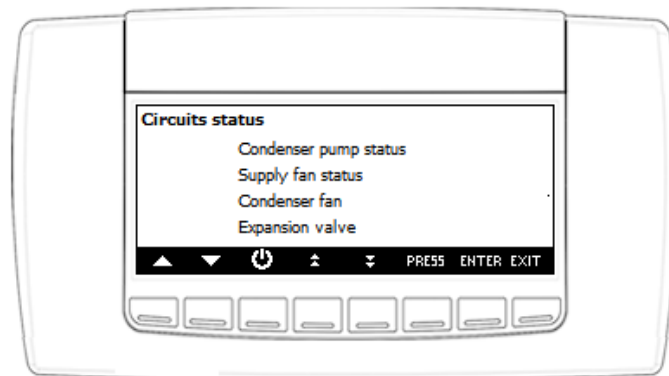 Circuits status
Condenser pump status
Supply fan status
Condenser fan
Expansion valve
PRESS ENTER EXIT